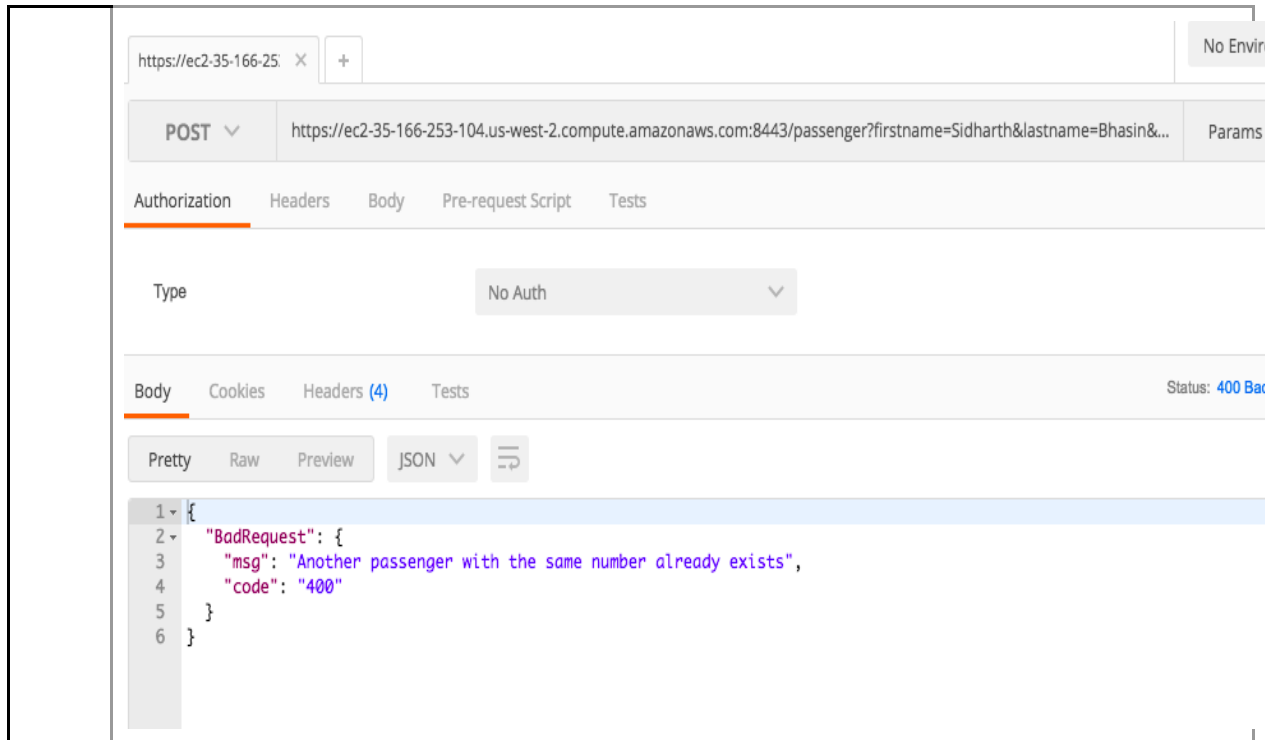 https://ec2-35-166-25: × +
No Envir
POST https://ec2-35-166-253-104.us-west-2.compute.amazonaws.com:8443/passenger?firstname=Sidharth&lastname=Bhasin&... Params
Authorization Headers Body Pre-request Script Tests
Type No Auth
Body Cookies Headers (4) Tests Status: 400 Bad
Pretty Raw Preview JSON
1 {
2 "BadRequest": {
3 "msg": "Another passenger with the same number already exists",
4 "code": "400"
5 }
6 }